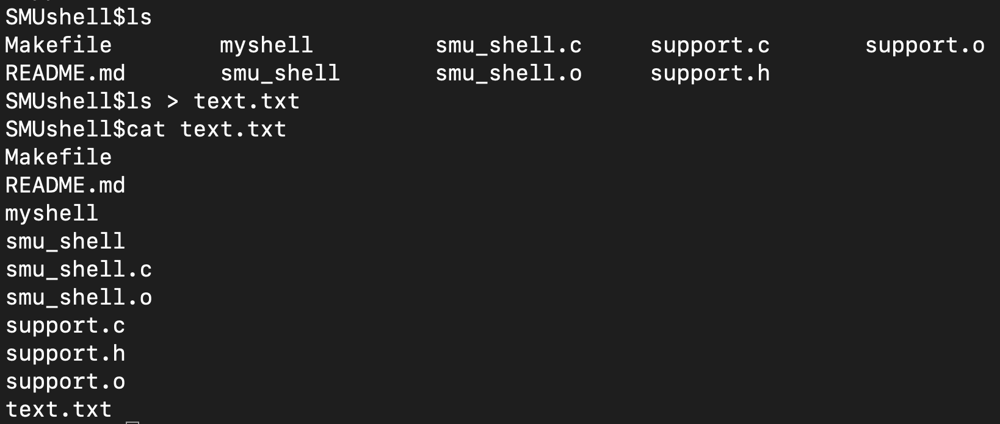 SMUshell$ls
Makefile myshell smu_shell.c support.c support.o
README.md smu_shell smu_shell.o support.h
SMUshell$ls > text.txt
SMUshell$cat text.txt
Makefile
README.md
myshell
smu_shell
smu_shell.c
smu_shell.o
support.c
support.h
support.o
text.txt